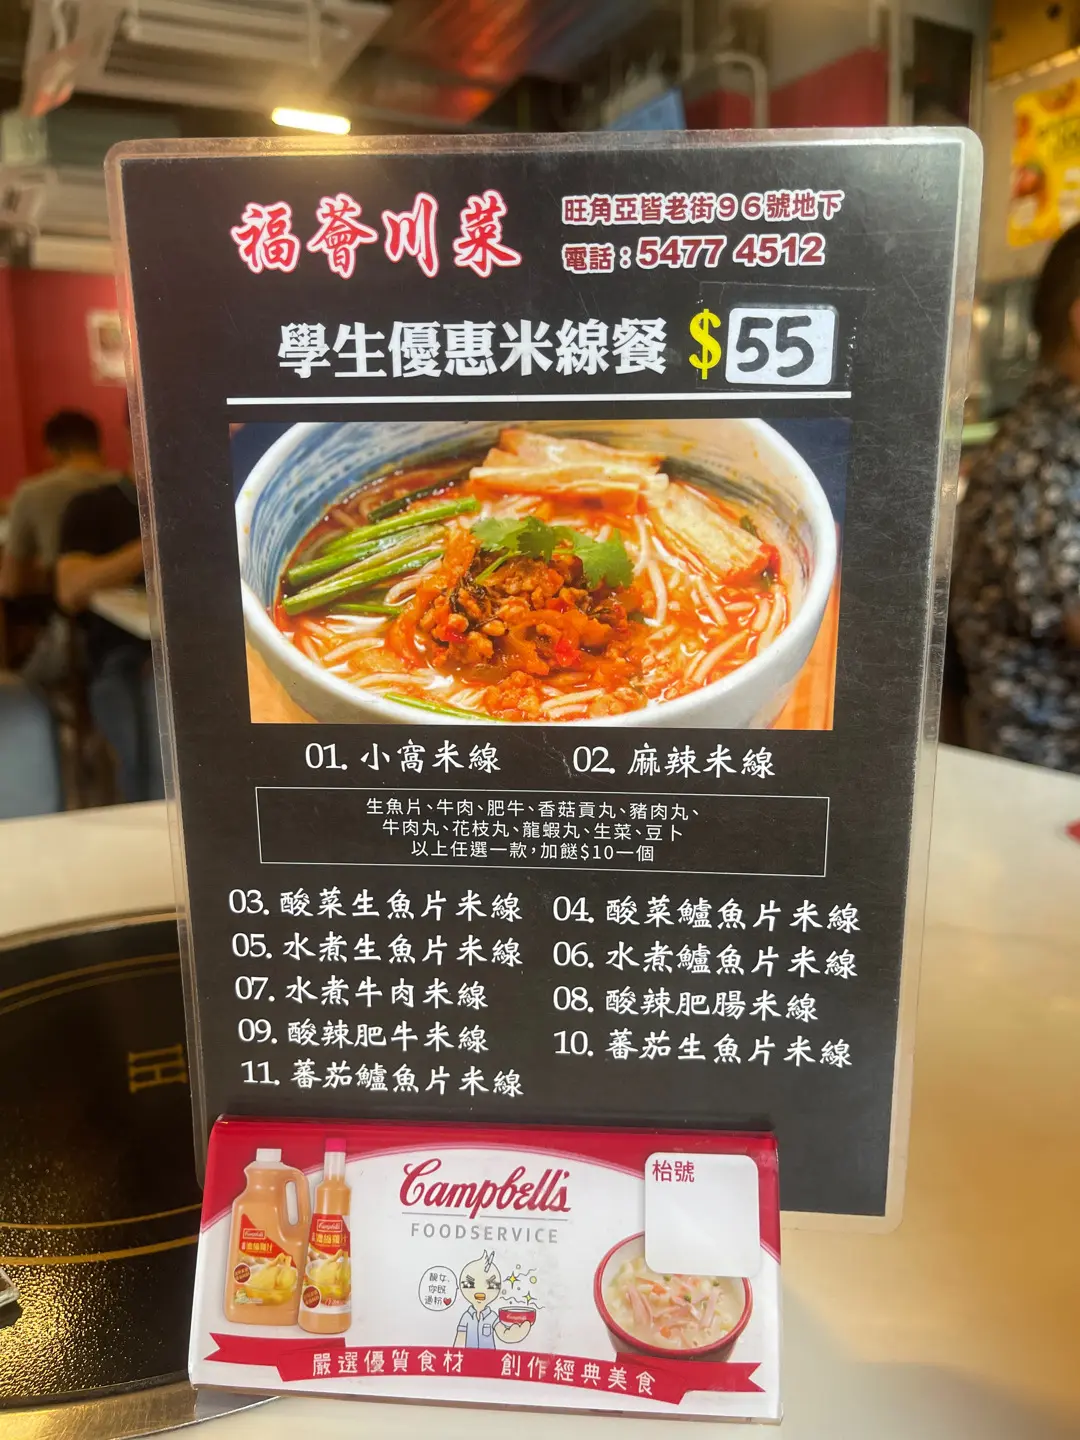 福薈川菜
旺角亞皆老街96號地下
電話：5477 4512
學生優惠米線餐 $55
01. 小窩米線 02. 麻辣米線
生魚片、牛肉、肥牛、香菇貢丸、豬肉丸、
牛肉丸、花枝丸、龍蝦丸、生菜、豆卜
以上任選一款，加餸$10一個
03. 酸菜生魚片米線 04. 酸菜鱸魚片米線
05. 水煮生魚片米線 06. 水煮鱸魚片米線
07. 水煮牛肉米線 08. 酸辣肥腸米線
09. 酸辣肥牛米線 10. 蕃茄生魚片米線
11. 蕃茄鱸魚片米線
Campbell's
FOODSERVICE
枱號
靚女,
你既
過粉
Campbell's
嚴選優質食材 創作經典美食